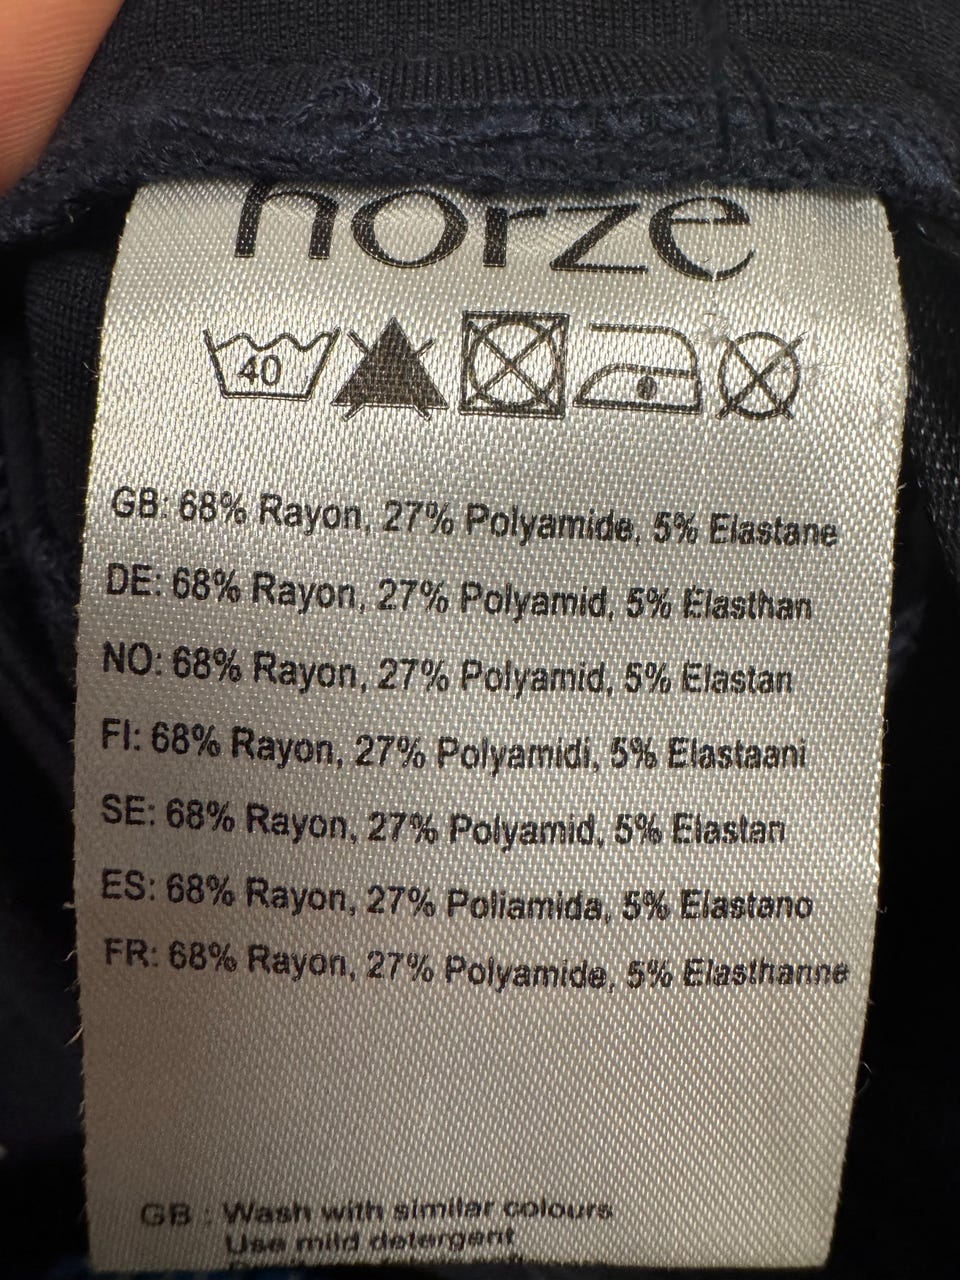 horze
40
GB: 68% Rayon, 27% Polyamide, 5% Elastane
DE: 68% Rayon, 27% Polyamid, 5% Elasthan
NO: 68% Rayon, 27% Polyamid, 5% Elastan
FI: 68% Rayon, 27% Polyamidi, 5% Elastaani
SE: 68% Rayon, 27% Polyamid, 5% Elastan
ES: 68% Rayon, 27% Poliamida, 5% Elastano
FR: 68% Rayon, 27% Polyamide, 5% Elasthanne
GB : Wash with similar colours
Use mild detergent